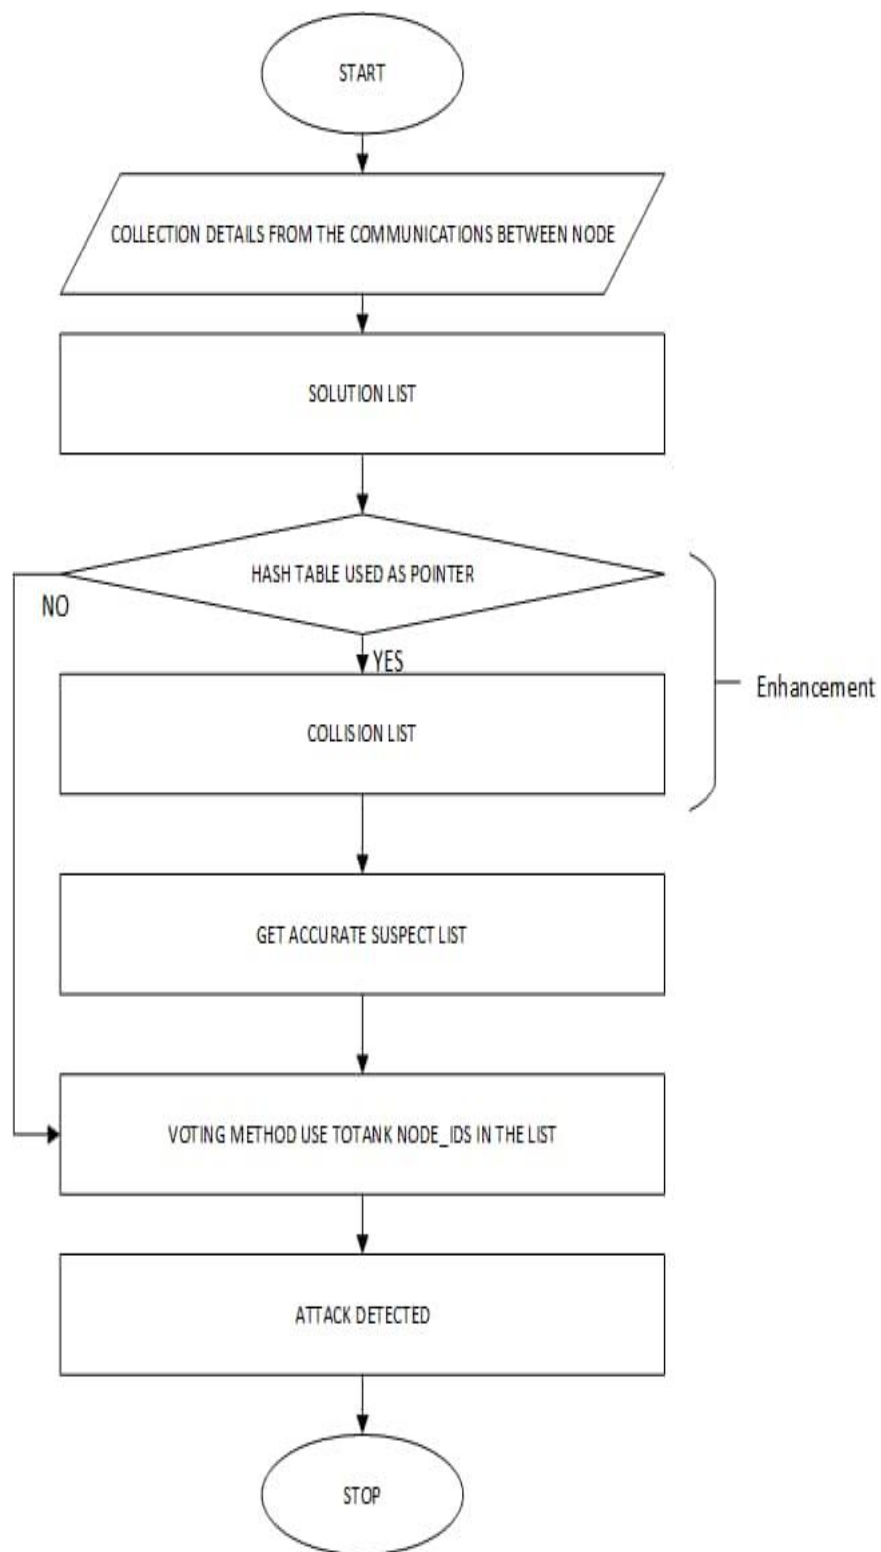 START
COLLECTION DETAILS FROM THE COMMUNICATIONS BETWEEN NODE
SOLUTION LIST
HASH TABLE USED AS POINTER
NO
YES
COLLISION LIST
Enhancement
GET ACCURATE SUSPECT LIST
VOTING METHOD USE TOTANK NODE_IDS IN THE LIST
ATTACK DETECTED
STOP